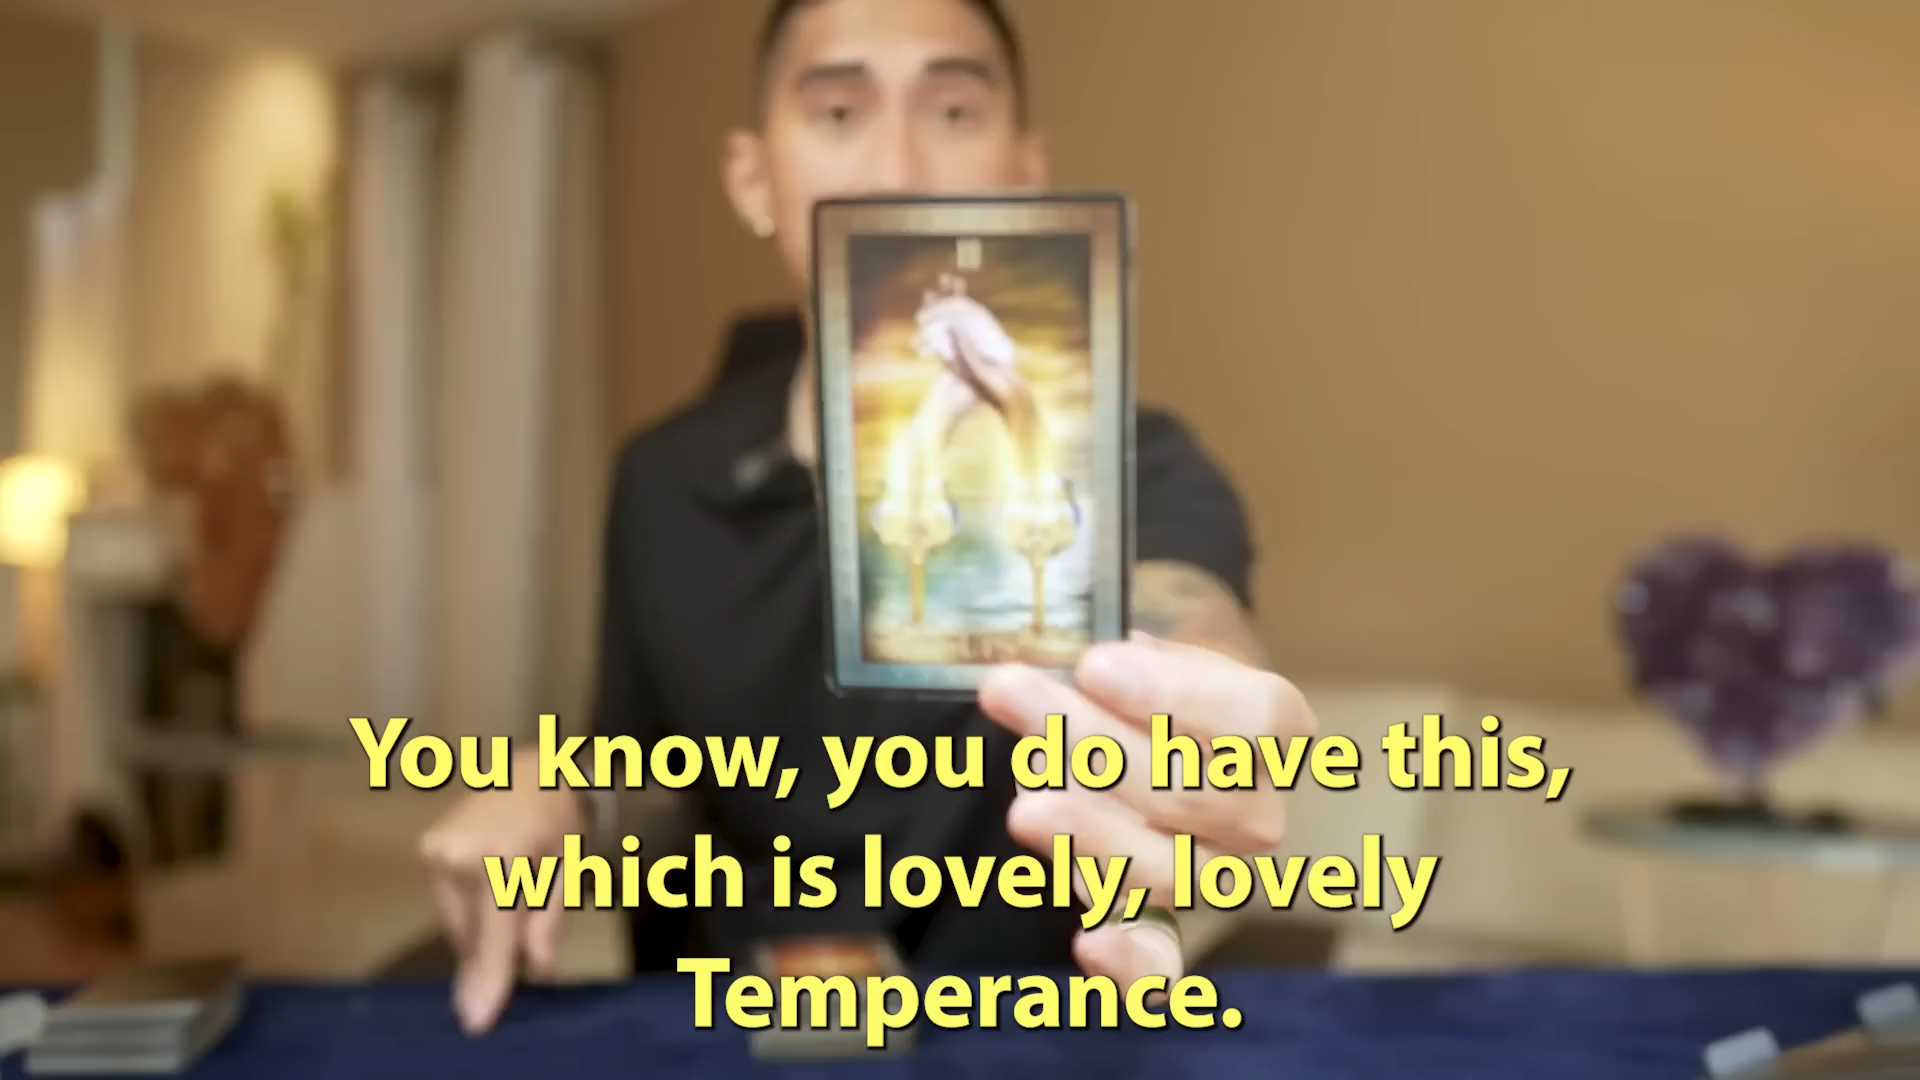 You know, you do have this,
which is lovely, lovely
Temperance.